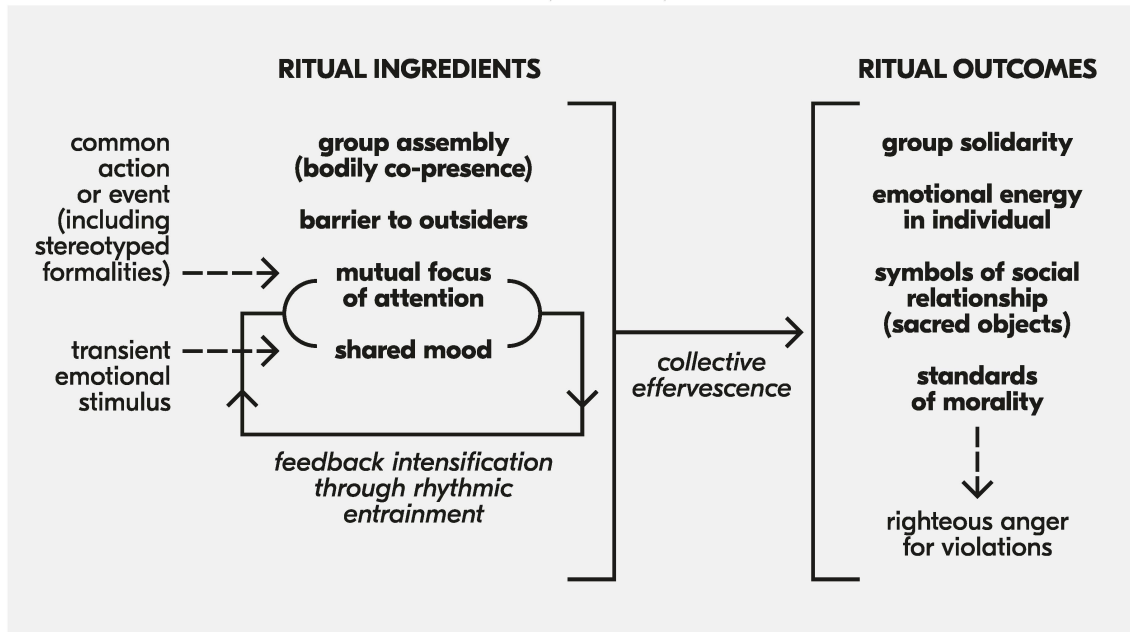 RITUAL INGREDIENTS
common
action
or event
(including
stereotyped
formalities)
transient
emotional
stimulus
group assembly
(bodily co-presence)
barrier to outsiders
mutual focus
of attention
shared mood
feedback intensification
through rhythmic
entrainment
collective
effervescence
RITUAL OUTCOMES
group solidarity
emotional energy
in individual
symbols of social
relationship
(sacred objects)
standards
of morality
righteous anger
for violations